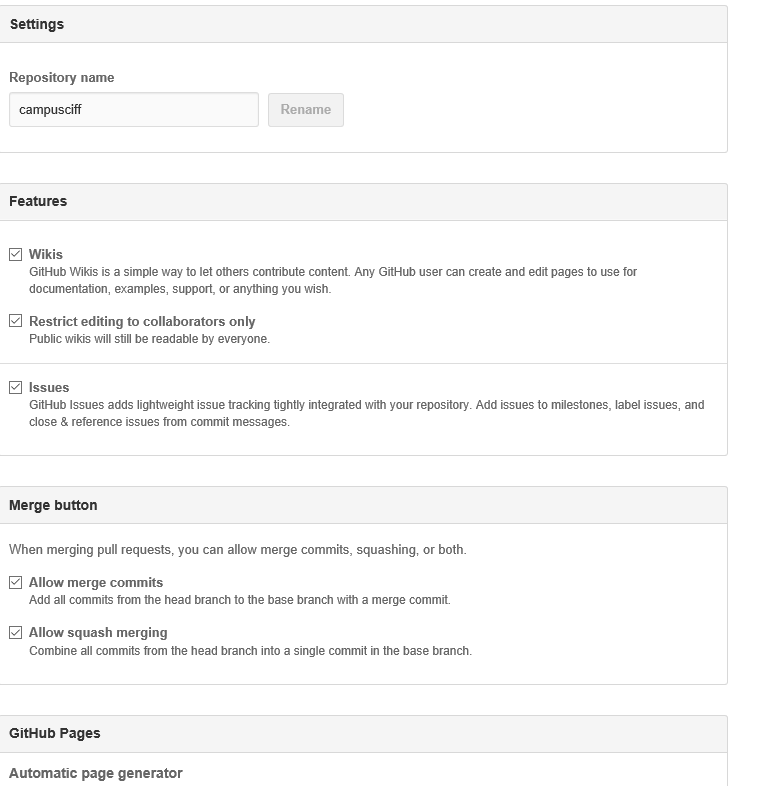 Settings
Repository name
campusciff
Rename
Features
Wikis
GitHub Wikis is a simple way to let others contribute content. Any GitHub user can create and edit pages to use for
documentation, examples, support, or anything you wish.
Restrict editing to collaborators only
Public wikis will still be readable by everyone.
Issues
GitHub Issues adds lightweight issue tracking tightly integrated with your repository. Add issues to milestones, label issues, and
close & reference issues from commit messages.
Merge button
When merging pull requests, you can allow merge commits, squashing, or both.
Allow merge commits
Add all commits from the head branch to the base branch with a merge commit.
Allow squash merging
Combine all commits from the head branch into a single commit in the base branch.
GitHub Pages
Automatic page generator